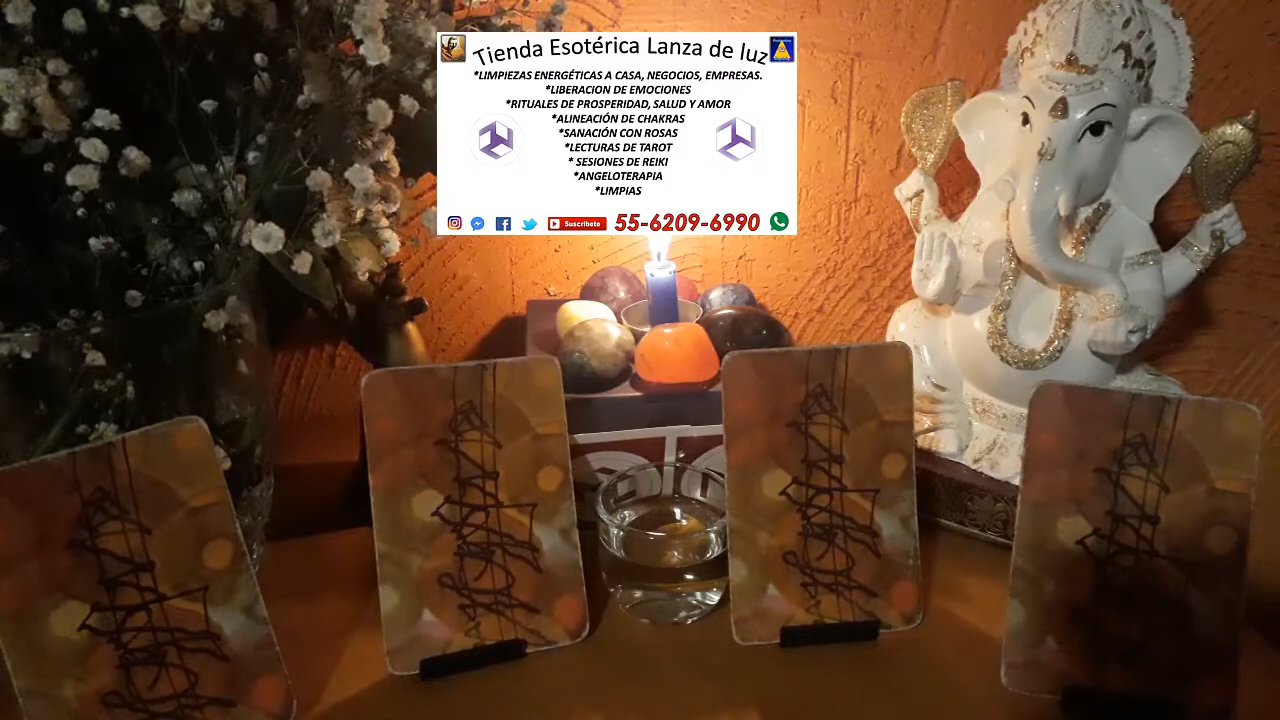 Tienda Esotérica Lanza de luz
*LIMPIEZAS ENERGÉTICAS A CASA, NEGOCIOS, EMPRESAS.
*LIBERACION DE EMOCIONES
*RITUALES DE PROSPERIDAD, SALUD Y AMOR
*ALINEACIÓN DE CHAKRAS
*SANACIÓN CON ROSAS
*LECTURAS DE TAROT
* SESIONES DE REIKI
*ANGELOTERAPIA
*LIMPIAS
Suscríbete 55-6209-6990